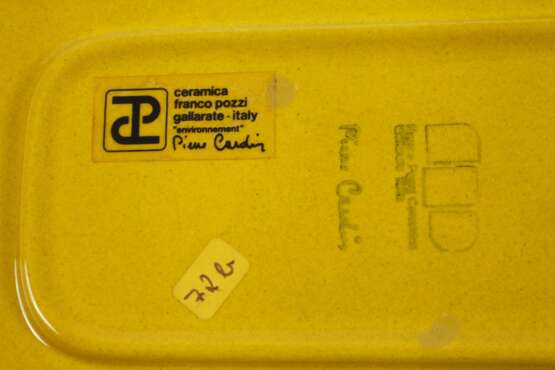 ceramica
franco pozzi
gallarate - italy
"environnement"
Pierre Cardin
Pierre Cardin
72 b